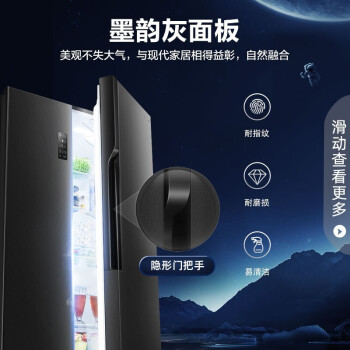 墨韵灰面板
美观不失大气,与现代家居相得益彰,自然融合
耐指纹
耐磨损
易清洁
隐形门把手
滑动查看更多